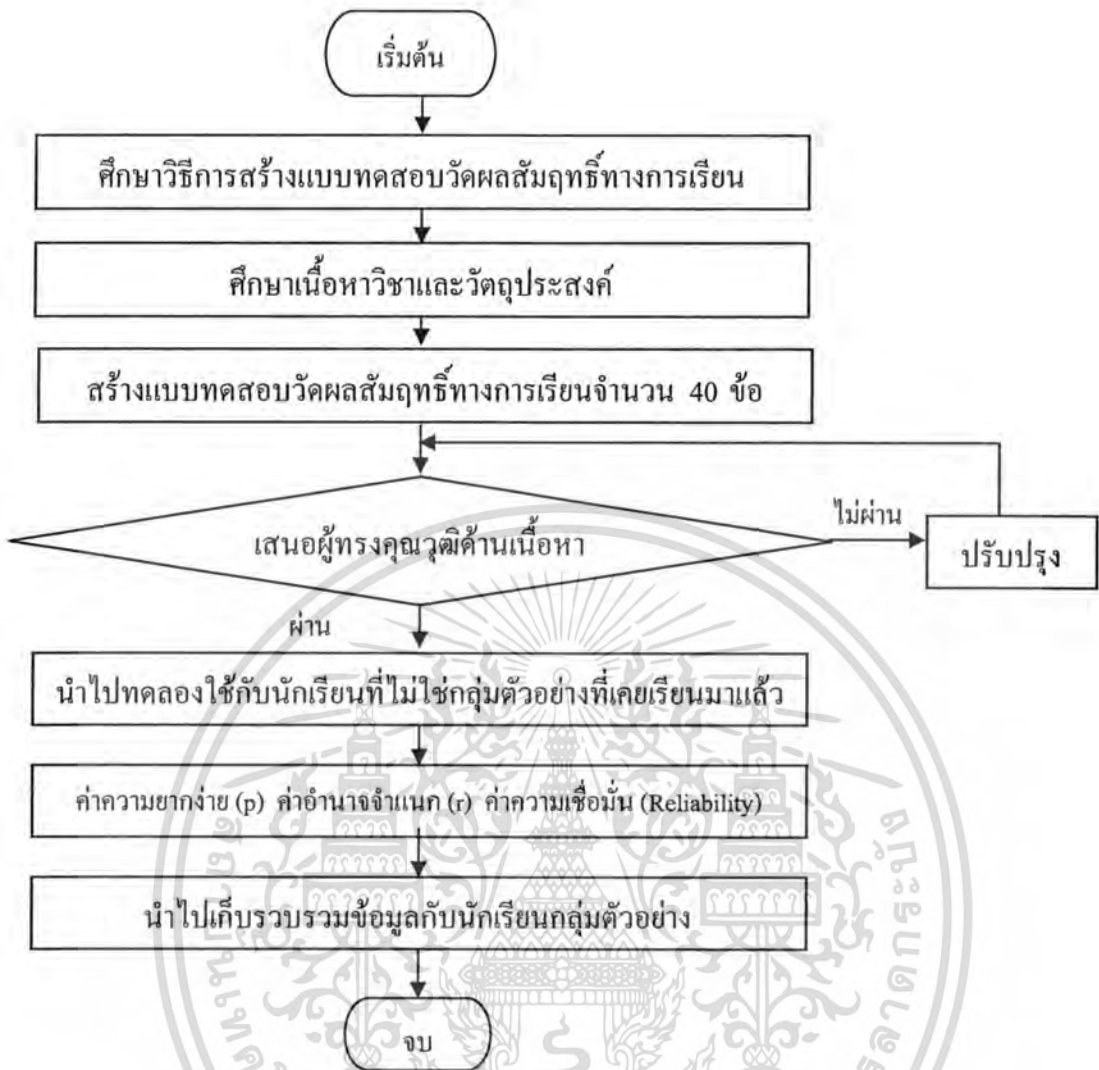 เริ่มต้น
ศึกษาวิธีการสร้างแบบทดสอบวัดผลสัมฤทธิ์ทางการเรียน
ศึกษาเนื้อหาวิชาและวัตถุประสงค์
สร้างแบบทดสอบวัดผลสัมฤทธิ์ทางการเรียนจำนวน 40 ข้อ
เสนอผู้ทรงคุณวุฒิด้านเนื้อหา
ไม่ผ่าน
ปรับปรุง
ผ่าน
นำไปทดลองใช้กับนักเรียนที่ไม่ใช่กลุ่มตัวอย่างที่เคยเรียนมาแล้ว
ค่าความยากง่าย (p) ค่าอำนาจจำแนก (r) ค่าความเชื่อมั่น (Reliability)
นำไปเก็บรวบรวมข้อมูลกับนักเรียนกลุ่มตัวอย่าง
จบ